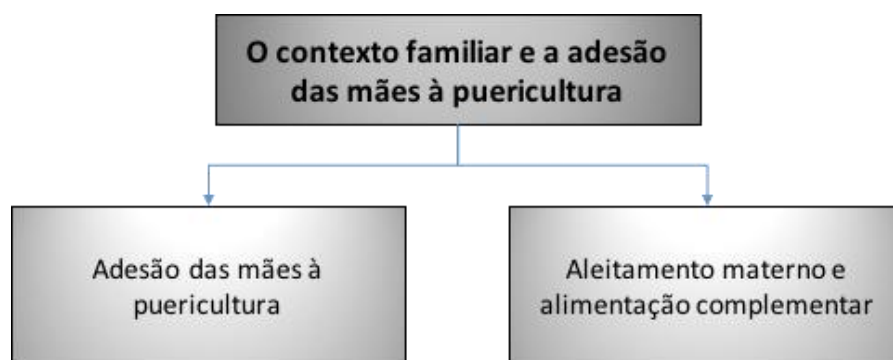 O contexto familiar e a adesão
das mães à puericultura
Adesão das mães à
puericultura
Aleitamento materno e
alimentação complementar